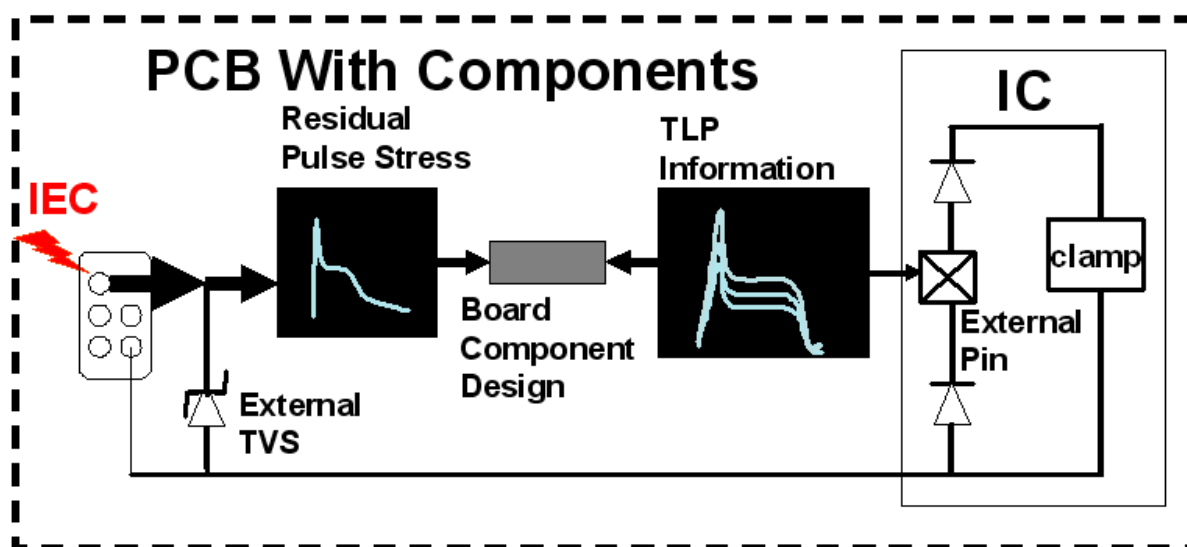 PCB With Components
IC
Residual
Pulse Stress
TLP
Information
IEC
clamp
External
Pin
Board
Component
Design
External
TVS